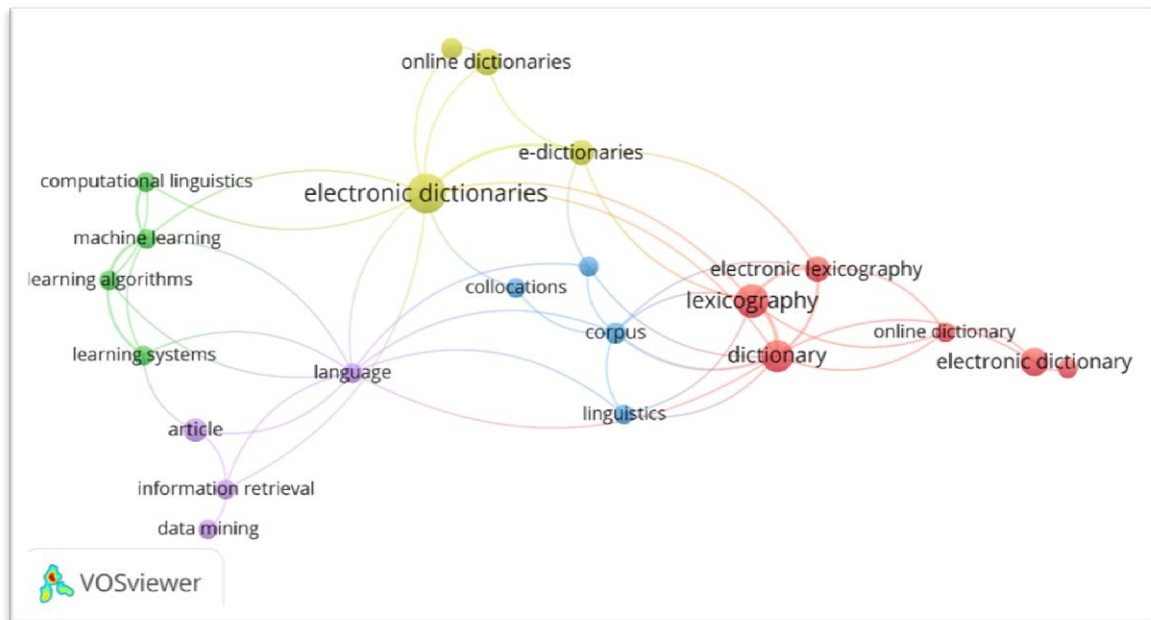 online dictionaries
e-dictionaries
computational linguistics
electronic dictionaries
machine learning
electronic lexicography
learning algorithms
collocations
lexicography
corpus
online dictionary
learning systems
dictionary
electronic dictionary
language
linguistics
article
information retrieval
data mining
VOSviewer